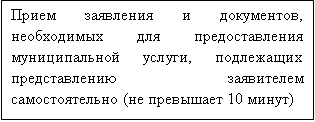 Прием заявления и документов,
необходимых для предоставления
муниципальной услуги, подлежащих
представлению заявителем
самостоятельно (не превышает 10 минут)